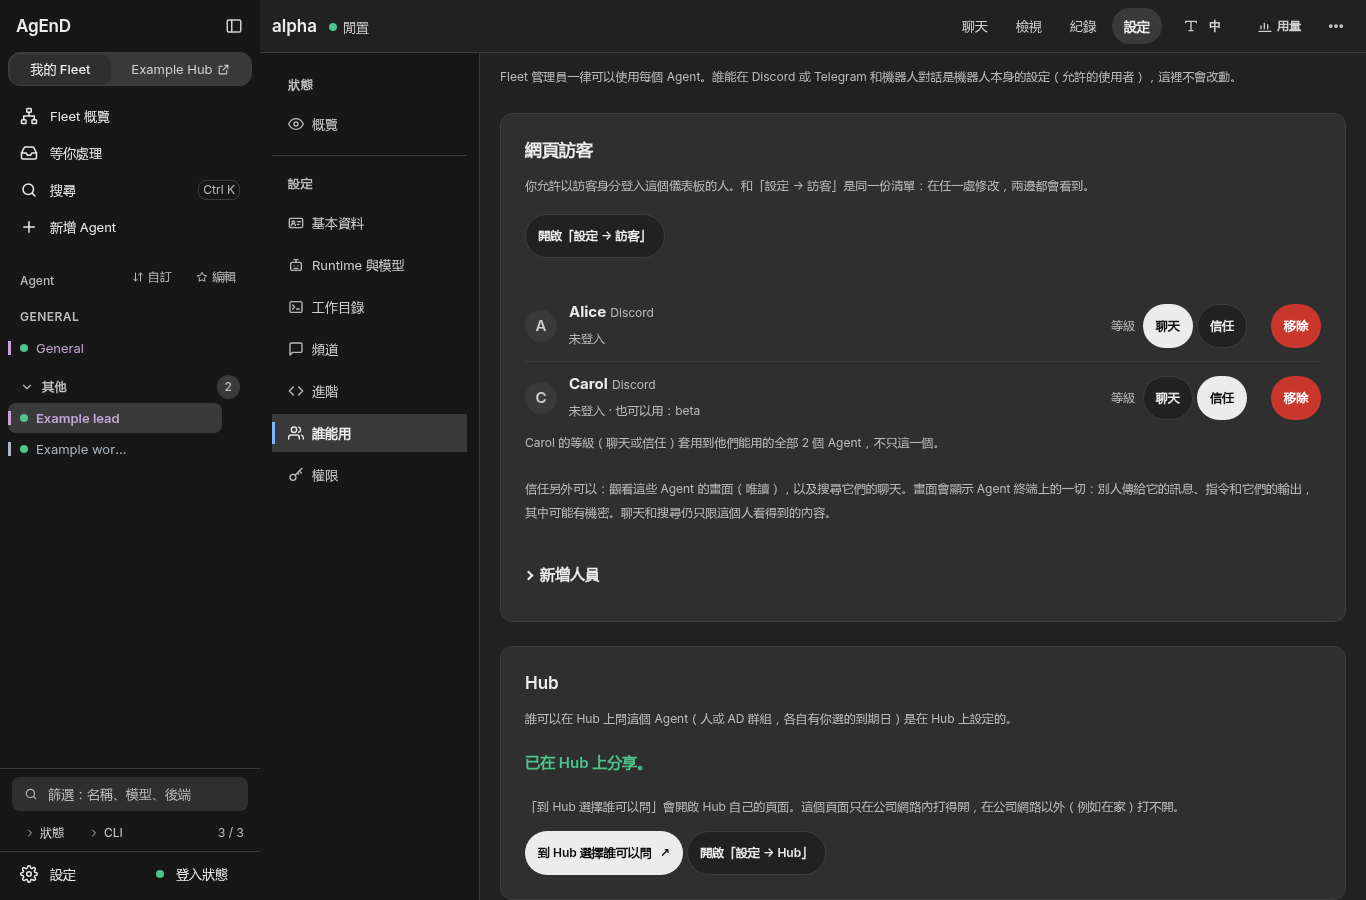 AgEnD
我的 Fleet
Example Hub
Fleet 概覽
等你處理
搜尋
Ctrl K
新增 Agent
Agent
自訂
編輯
GENERAL
General
其他
2
Example lead
Example wor...
篩選：名稱、模型、後端
狀態
CLI
3 / 3
設定
登入狀態
alpha
閒置
聊天
檢視
紀錄
設定
中
用量
狀態
概覽
設定
基本資料
Runtime 與模型
工作目錄
頻道
進階
誰能用
權限
Fleet 管理員一律可以使用每個 Agent。誰能在 Discord 或 Telegram 和機器人對話是機器人本身的設定（允許的使用者），這裡不會改動。
網頁訪客
你允許以訪客身分登入這個儀表板的人。和「設定 → 訪客」是同一份清單：在任一處修改，兩邊都會看到。
開啟「設定 → 訪客」
A
Alice Discord
未登入
等級
聊天
信任
移除
C
Carol Discord
未登入 · 也可以用：beta
等級
聊天
信任
移除
Carol 的等級（聊天或信任）套用到他們能用的全部 2 個 Agent，不只這一個。
信任另外可以：觀看這些 Agent 的畫面（唯讀），以及搜尋它們的聊天。畫面會顯示 Agent 終端上的一切：別人傳給它的訊息、指令和它們的輸出，
其中可能有機密。聊天和搜尋仍只限這個人看得到的內容。
新增人員
Hub
誰可以在 Hub 上問這個 Agent（人或 AD 群組，各自有你選的到期日）是在 Hub 上設定的。
已在 Hub 上分享。
「到 Hub 選擇誰可以問」會開啟 Hub 自己的頁面。這個頁面只在公司網路內打得開，在公司網路以外（例如在家）打不開。
到 Hub 選擇誰可以問 ↗
開啟「設定 → Hub」